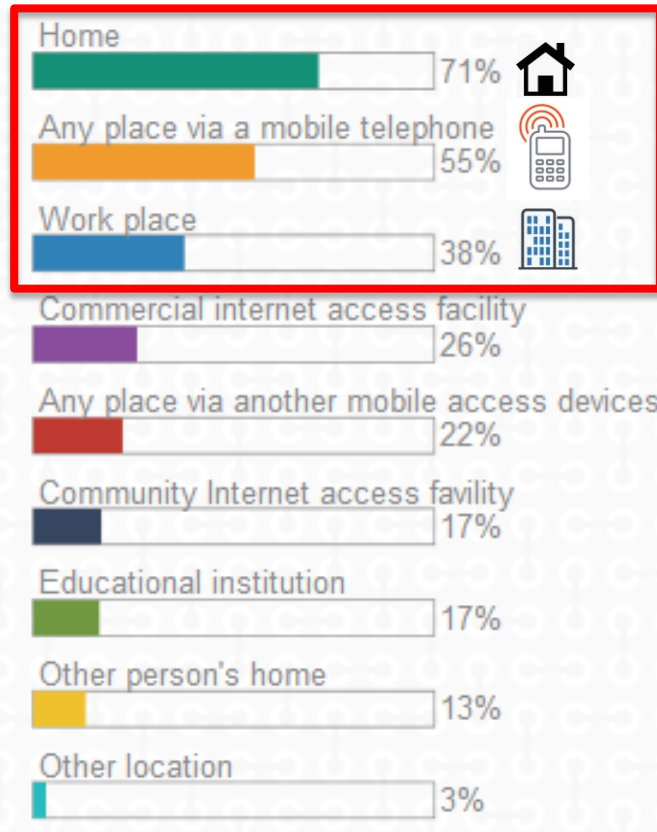 Home
71%
Any place via a mobile telephone
55%
Work place
38%
Commercial internet access facility
26%
Any place via another mobile access devices
22%
Community Internet access favility
17%
Educational institution
17%
Other person's home
13%
Other location
3%